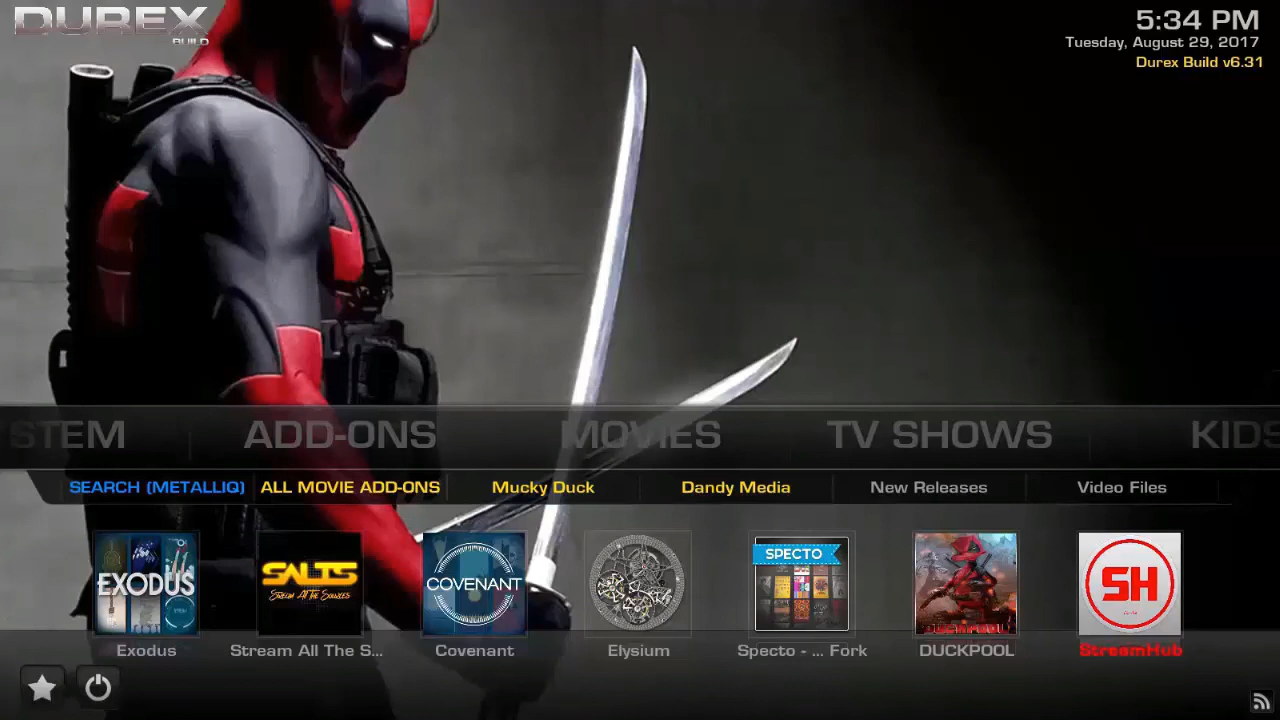 DUREX
BUILD
5:34 PM
Tuesday, August 29, 2017
Durex Build v6.31
STEM
ADD-ONS
MOVIES
TV SHOWS
KIDS
SEARCH (METALLIQ)
ALL MOVIE ADD-ONS
Mucky Duck
Dandy Media
New Releases
Video Files
EXODUS
SALTS
Stream All The Sources
COVENANT
SPECTO
DUCKPOOL
SH
Exodus
Stream All The S...
Covenant
Elysium
Specto - ... Fork
DUCKPOOL
StreamHub